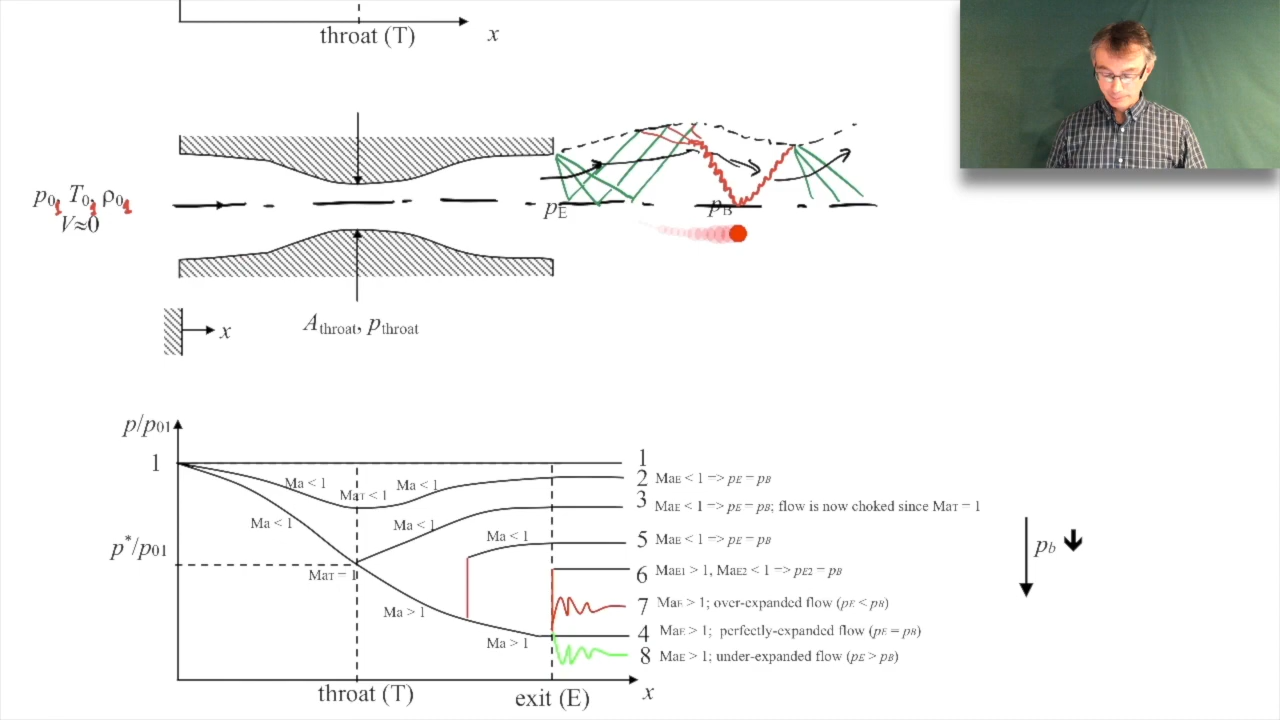 throat (T)
x
p01, T01, ρ01
V≈0
pE
pB
Athroat, pthroat
x
p/p01
1
p*/p01
Ma < 1
MaT < 1
Ma < 1
Ma < 1
Ma < 1
MaT = 1
Ma < 1
Ma > 1
Ma > 1
1
2 MaE < 1 => pE = pB
3 MaE < 1 => pE = pB; flow is now choked since MaT = 1
5 MaE < 1 => pE = pB
6 MaE1 > 1, MaE2 < 1 => pE2 = pB
7 MaE > 1; over-expanded flow (pE < pB)
4 MaE > 1; perfectly-expanded flow (pE = pB)
8 MaE > 1; under-expanded flow (pE > pB)
pb
throat (T)
exit (E)
x